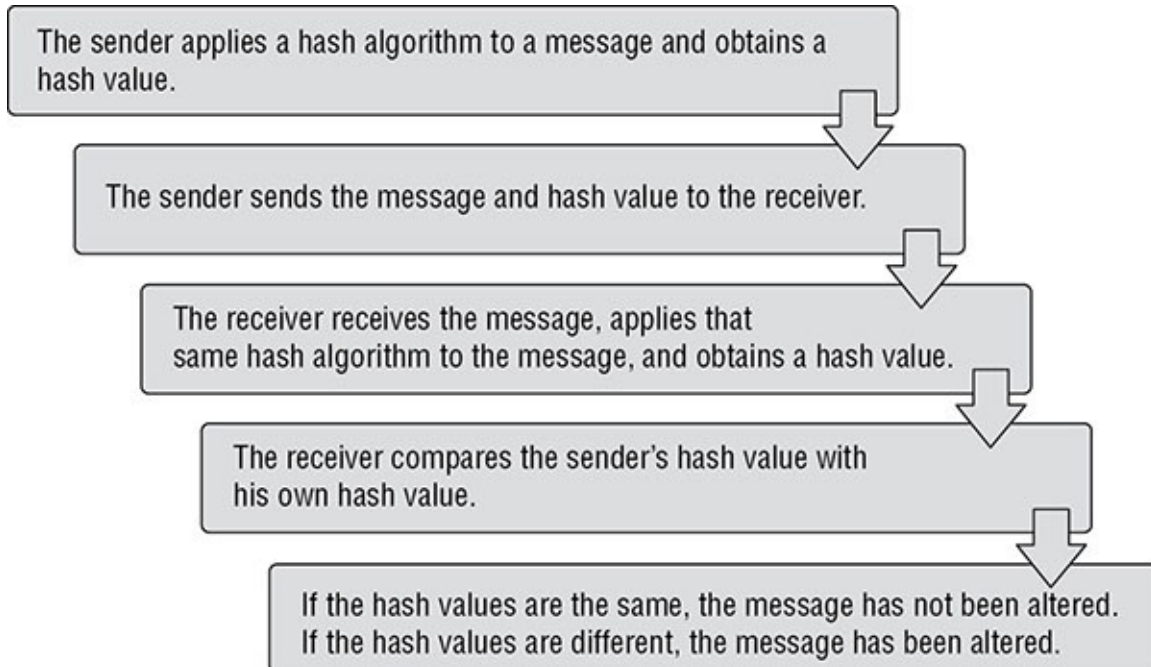 The sender applies a hash algorithm to a message and obtains a
hash value.
The sender sends the message and hash value to the receiver.
The receiver receives the message, applies that
same hash algorithm to the message, and obtains a hash value.
The receiver compares the sender’s hash value with
his own hash value.
If the hash values are the same, the message has not been altered.
If the hash values are different, the message has been altered.